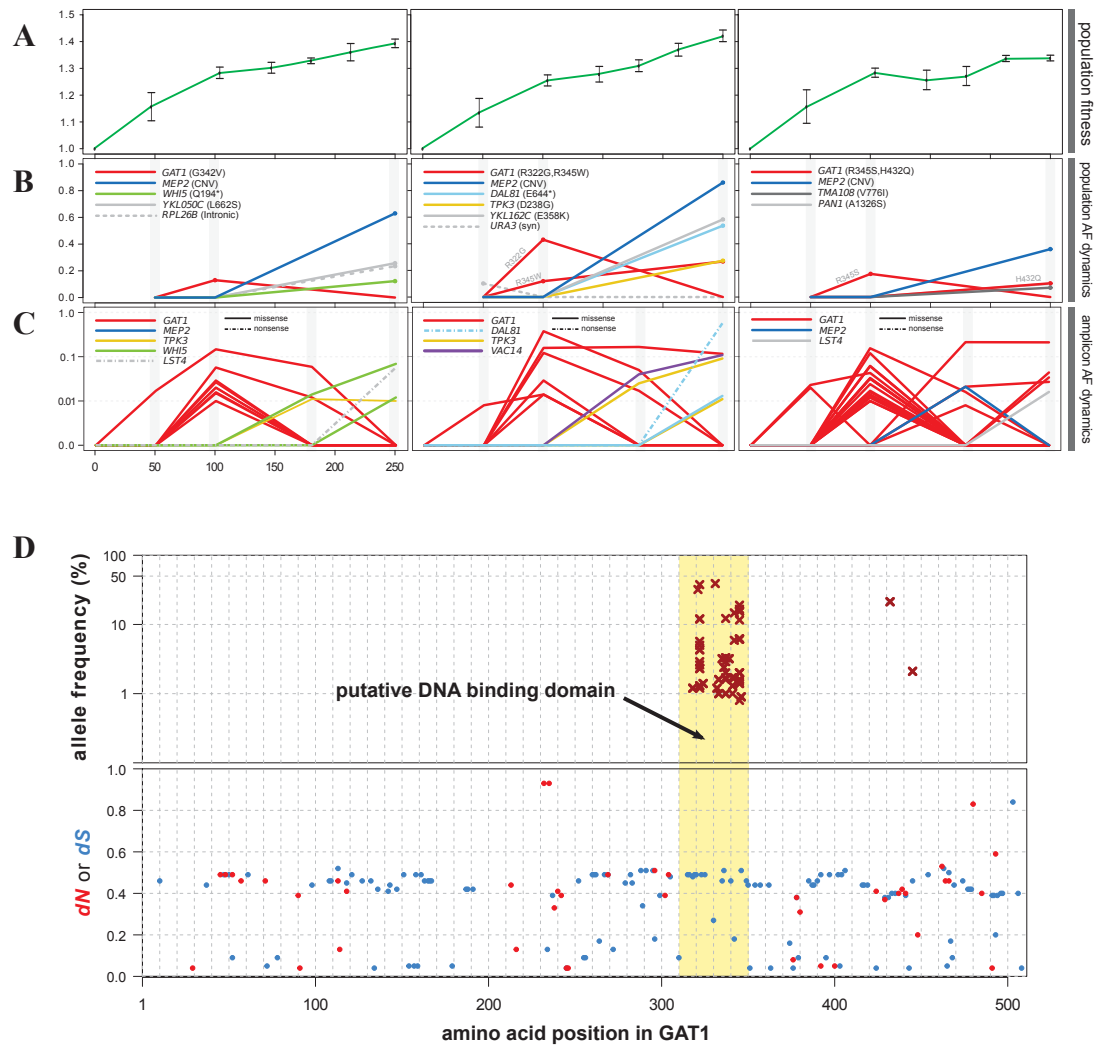 A
1.5
1.4
1.3
1.2
1.1
1.0
population fitness
B
1.0
0.8
0.6
0.4
0.2
0.0
GAT1 (G342V)
MEP2 (CNV)
WHI5 (Q194*)
YKL050C (L662S)
RPL26B (Intronic)
GAT1 (R322G,R345W)
MEP2 (CNV)
DAL81 (E644*)
TPK3 (D238G)
YKL162C (E358K)
URA3 (syn)
R322G
R345W
GAT1 (R345S,H432Q)
MEP2 (CNV)
TMA108 (V776I)
PAN1 (A1326S)
R345S
H432Q
population AF dynamics
C
1.0
0.1
0.01
0.0
GAT1
MEP2
TPK3
WHI5
LST4
missense
nonsense
GAT1
DAL81
TPK3
VAC14
missense
nonsense
GAT1
MEP2
LST4
missense
nonsense
amplicon AF dynamics
0 50 100 150 200 250
D
allele frequency (%)
100
50
10
1
putative DNA binding domain
dN or dS
1.0
0.8
0.6
0.4
0.2
0.0
1 100 200 300 400 500
amino acid position in GAT1